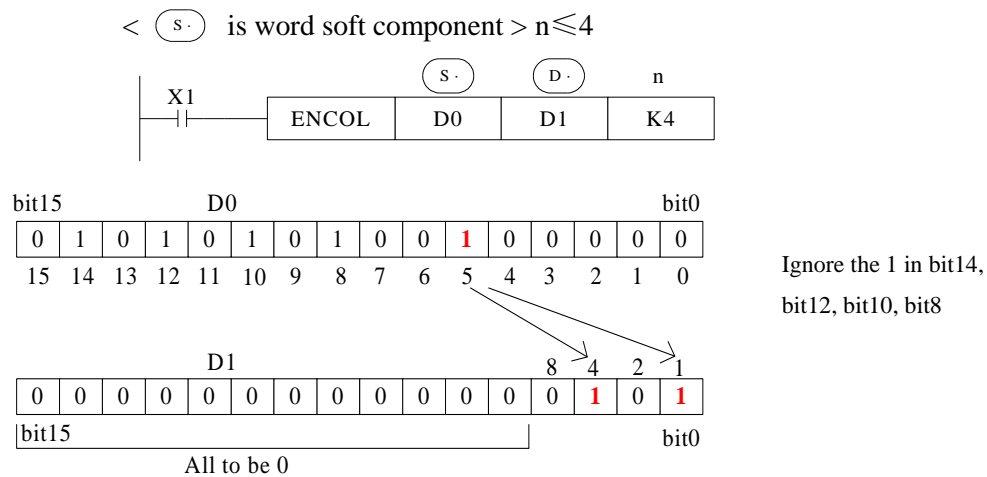 < S· is word soft component > n≤4
S· D· n
X1
ENCOL D0 D1 K4
bit15 D0 bit0
0 1 0 1 0 1 0 1 0 0 1 0 0 0 0 0
15 14 13 12 11 10 9 8 7 6 5 4 3 2 1 0
Ignore the 1 in bit14,
bit12, bit10, bit8
D1 8 4 2 1
0 0 0 0 0 0 0 0 0 0 0 0 0 1 0 1
bit15 bit0
All to be 0